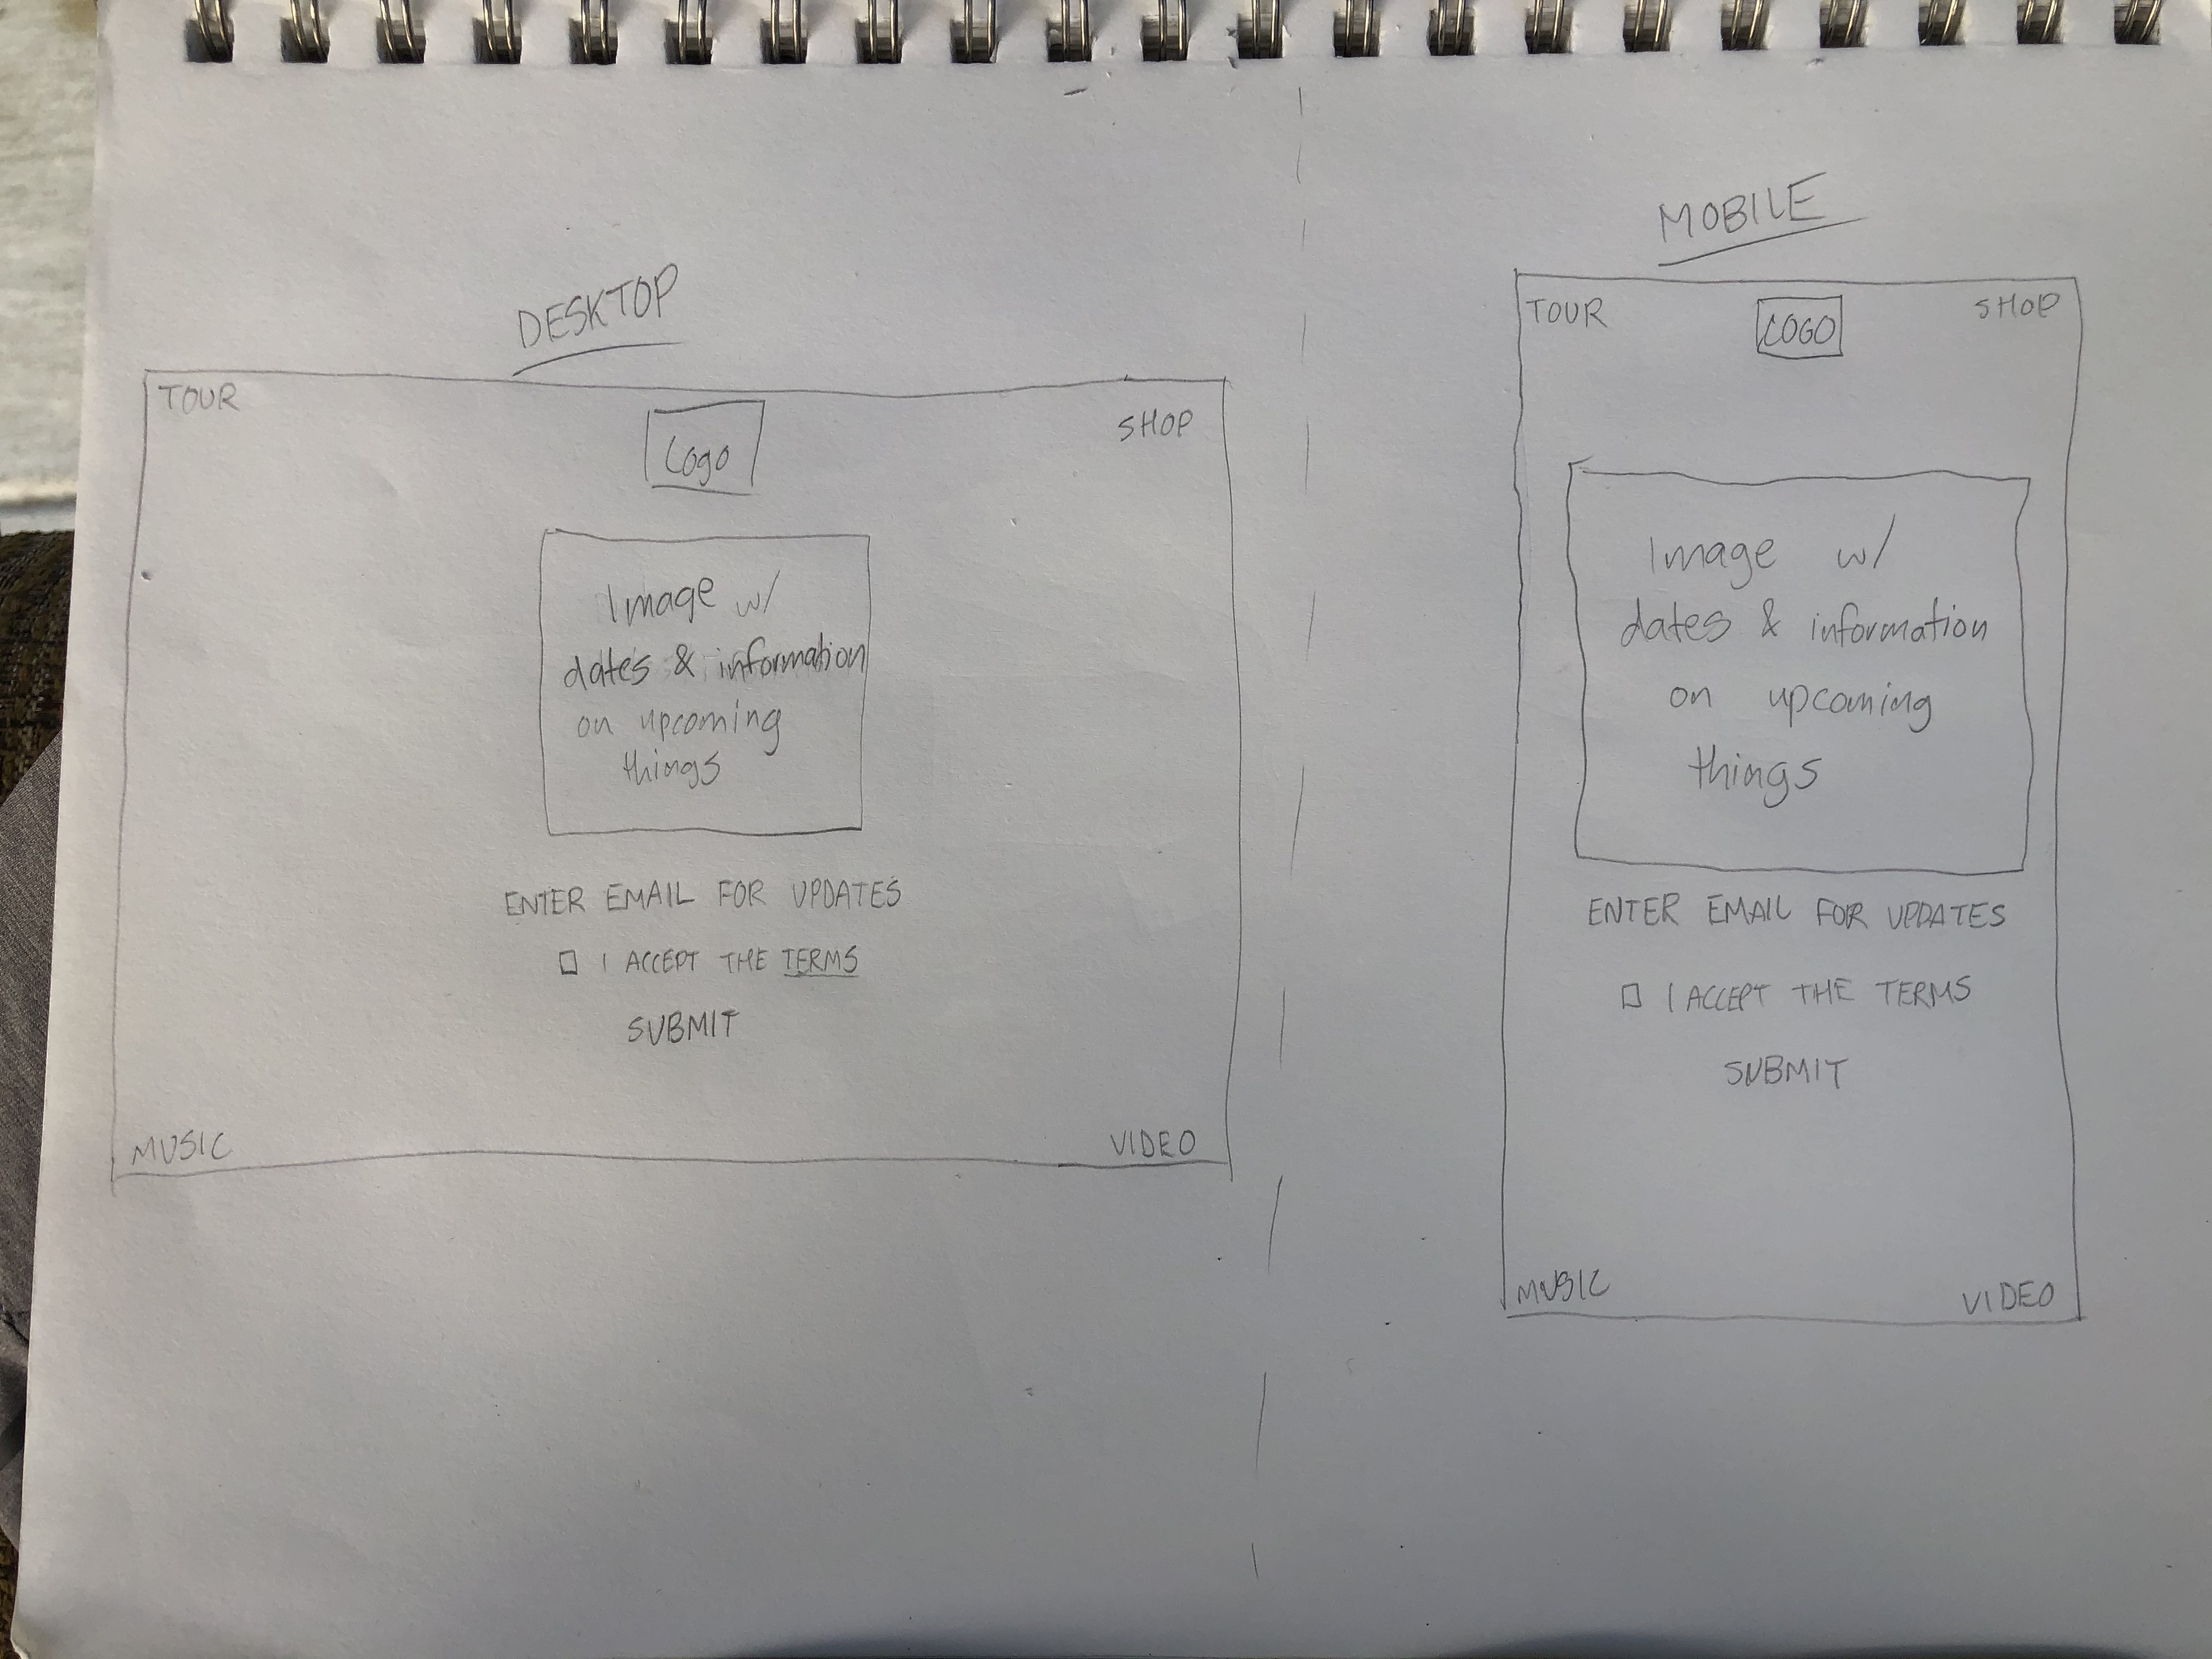 DESKTOP
TOUR
Logo
SHOP
Image w/
dates & information
on upcoming
things
ENTER EMAIL FOR UPDATES
I ACCEPT THE TERMS
SUBMIT
MUSIC
VIDEO
MOBILE
TOUR
LOGO
SHOP
Image w/
dates & information
on upcoming
things
ENTER EMAIL FOR UPDATES
I ACCEPT THE TERMS
SUBMIT
MUSIC
VIDEO